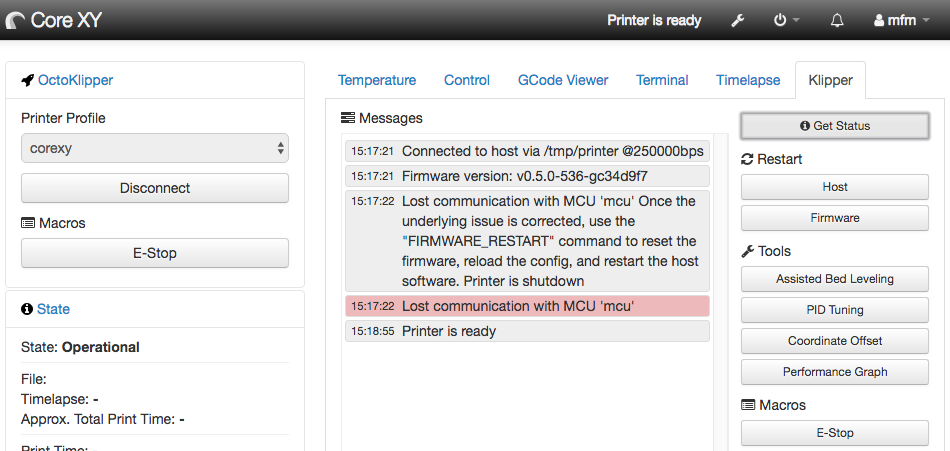 Core XY
Printer is ready
mfm
OctoKlipper
Printer Profile
corexy
Disconnect
Macros
E-Stop
State
State: Operational
File:
Timelapse: -
Approx. Total Print Time: -
Print Time: -
Temperature
Control
GCode Viewer
Terminal
Timelapse
Klipper
Messages
15:17:21 Connected to host via /tmp/printer @250000bps
15:17:21 Firmware version: v0.5.0-536-gc34d9f7
15:17:22 Lost communication with MCU 'mcu' Once the
underlying issue is corrected, use the
"FIRMWARE_RESTART" command to reset the
firmware, reload the config, and restart the host
software. Printer is shutdown
15:17:22 Lost communication with MCU 'mcu'
15:18:55 Printer is ready
Get Status
Restart
Host
Firmware
Tools
Assisted Bed Leveling
PID Tuning
Coordinate Offset
Performance Graph
Macros
E-Stop